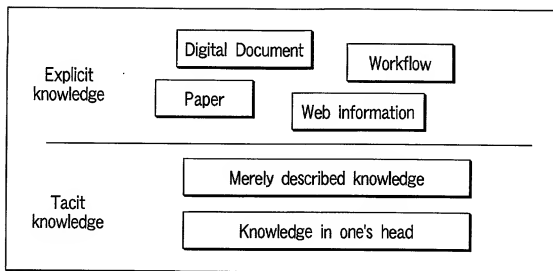 Digital Document
Workflow
Explicit
knowledge
Paper
Web information
Merely described knowledge
Tacit
knowledge
Knowledge in one's head